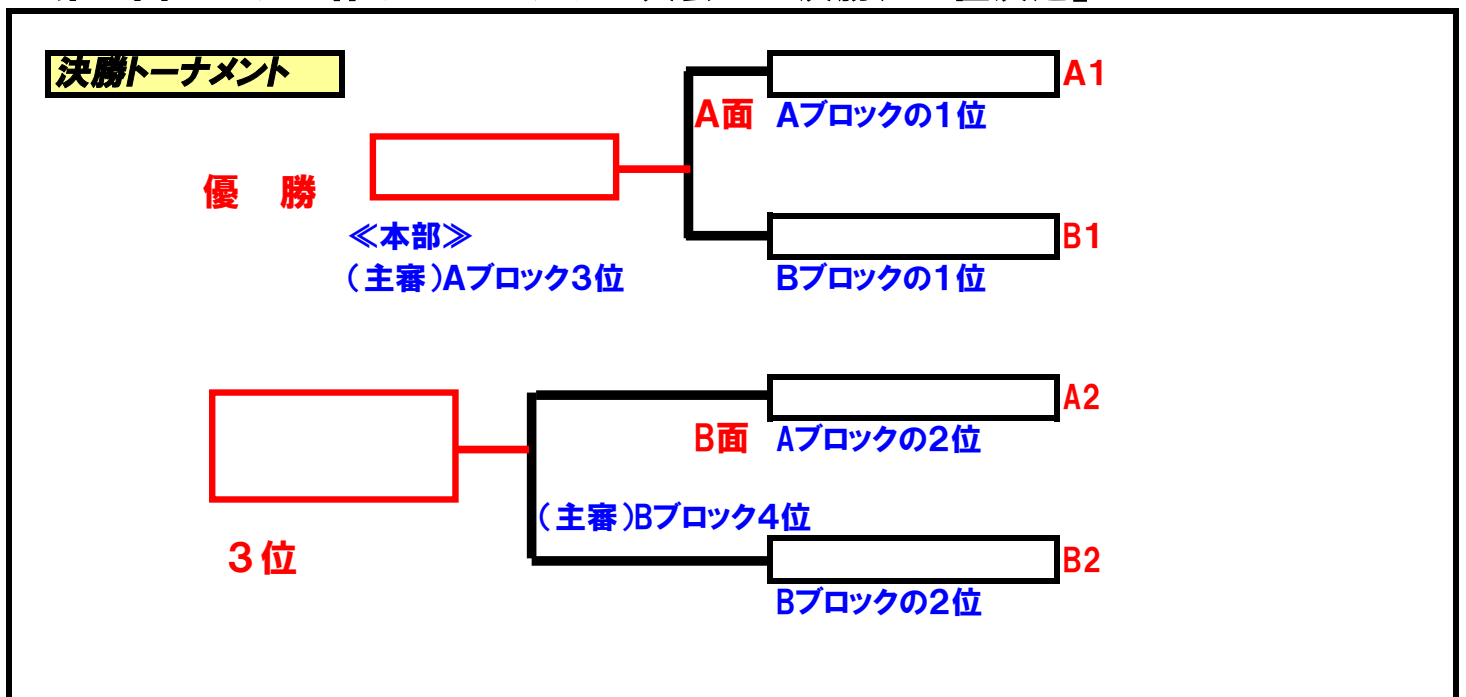 決勝トーナメント
A1
A面 Aブロックの1位
優 勝
≪本部≫
B1
(主審)Aブロック3位 Bブロックの1位
A2
B面 Aブロックの2位
(主審)Bブロック4位
3位
B2
Bブロックの2位